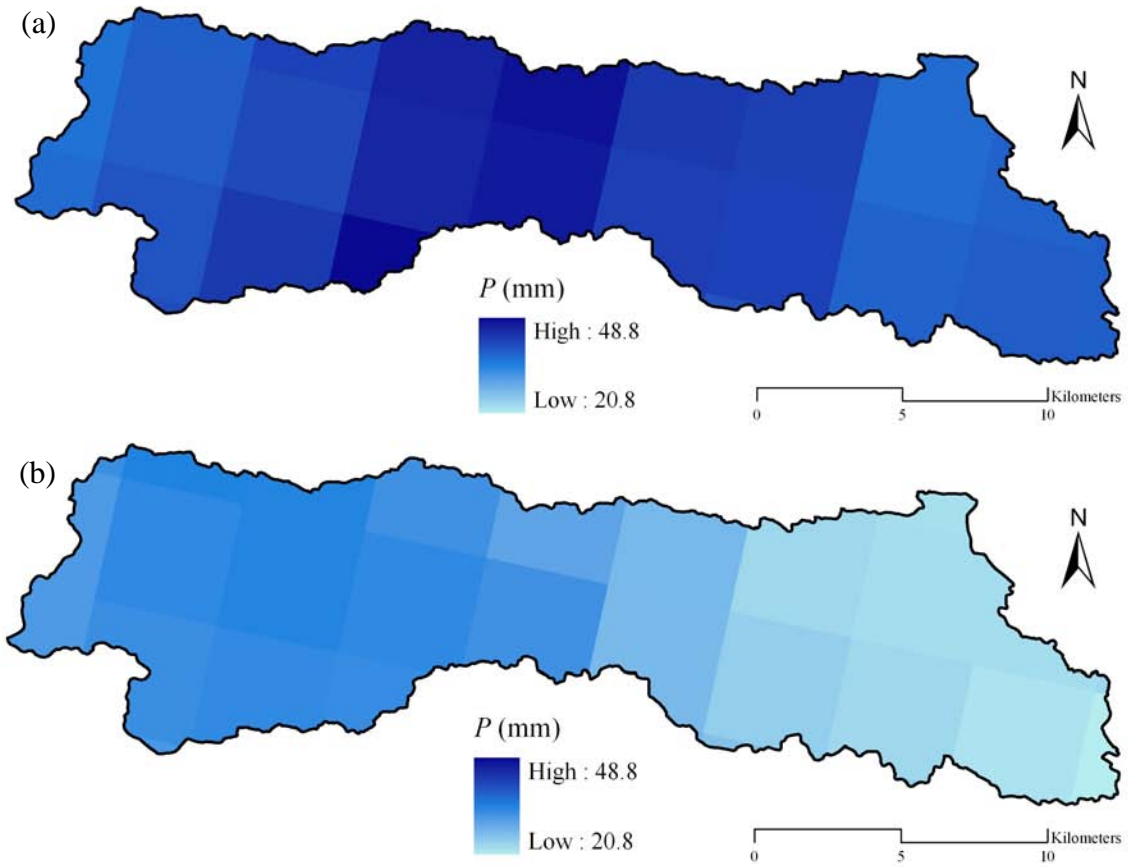 (a)
N
P (mm)
High : 48.8
Low : 20.8
Kilometers
0 5 10
(b)
N
P (mm)
High : 48.8
Low : 20.8
Kilometers
0 5 10